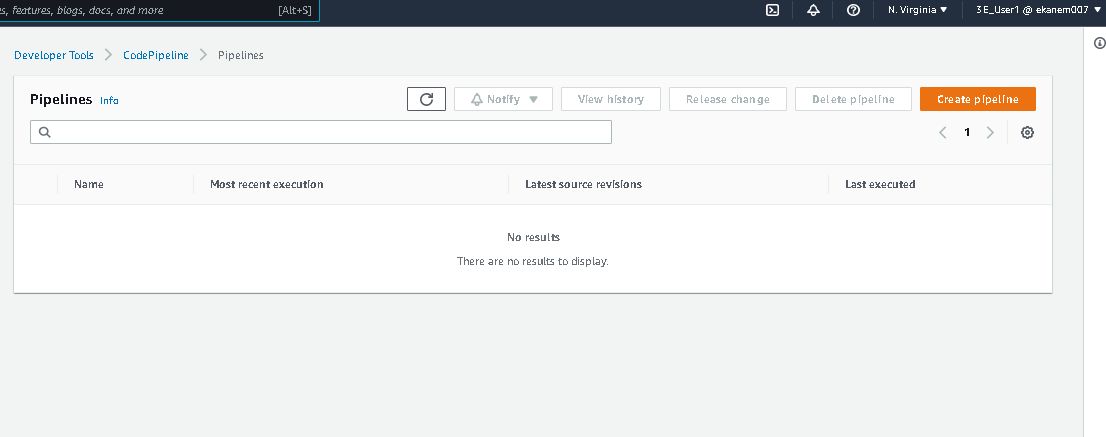 s, features, blogs, docs, and more [Alt+S] N. Virginia ▼ 3E_User1 @ ekanem007 ▼
Developer Tools > CodePipeline > Pipelines
Pipelines Info Notify ▼ View history Release change Delete pipeline Create pipeline
< 1 >
Name Most recent execution Latest source revisions Last executed
No results
There are no results to display.